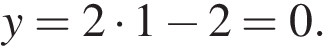 y = 2 · 1 − 2 = 0.